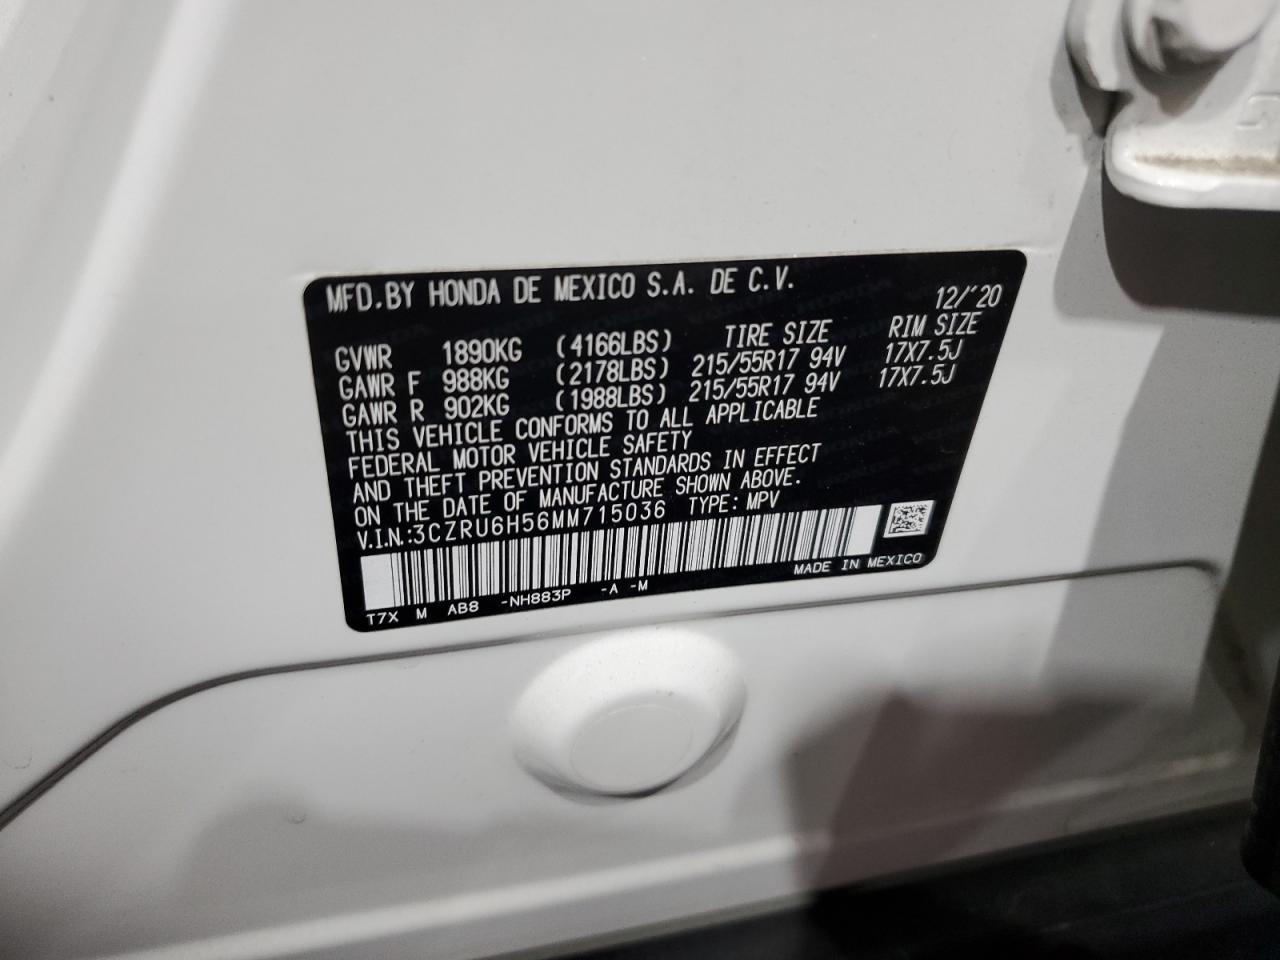 MFD.BY HONDA DE MEXICO S.A. DE C.V.
12/'20
TIRE SIZE RIM SIZE
GVWR 1890KG (4166LBS)
GAWR F 988KG (2178LBS) 215/55R17 94V 17X7.5J
GAWR R 902KG (1988LBS) 215/55R17 94V 17X7.5J
THIS VEHICLE CONFORMS TO ALL APPLICABLE
FEDERAL MOTOR VEHICLE SAFETY
AND THEFT PREVENTION STANDARDS IN EFFECT
ON THE DATE OF MANUFACTURE SHOWN ABOVE.
V.I.N.:3CZRU6H56MM715036 TYPE: MPV
MADE IN MEXICO
T7X M AB8 -NH883P -A -M